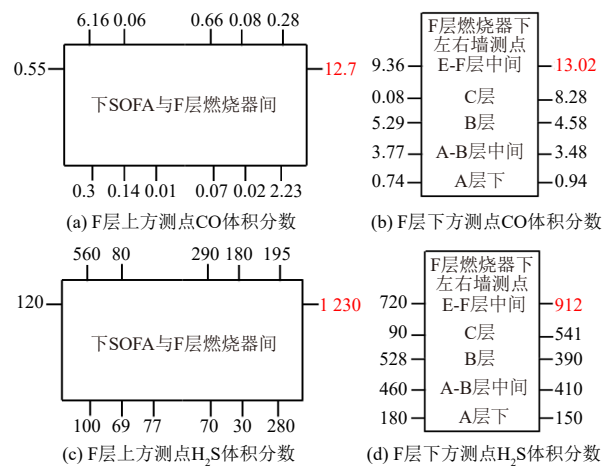 6.16 0.06 0.66 0.08 0.28
0.55 12.7
下SOFA与F层燃烧器间
0.3 0.14 0.01 0.07 0.02 2.23
(a) F层上方测点CO体积分数
F层燃烧器下
左右墙测点
9.36 E-F层中间 13.02
0.08 C层 8.28
5.29 B层 4.58
3.77 A-B层中间 3.48
0.74 A层下 0.94
(b) F层下方测点CO体积分数
560 80 290 180 195
120 1 230
下SOFA与F层燃烧器间
100 69 77 70 30 280
(c) F层上方测点H₂S体积分数
F层燃烧器下
左右墙测点
720 E-F层中间 912
90 C层 541
528 B层 390
460 A-B层中间 410
180 A层下 150
(d) F层下方测点H₂S体积分数